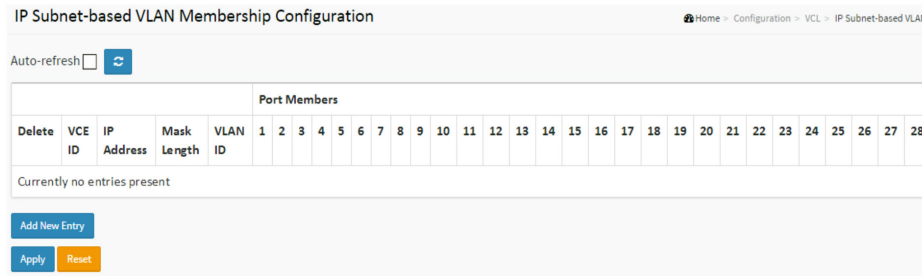 IP Subnet-based VLAN Membership Configuration
Home > Configuration > VCL > IP Subnet-based VLA
Auto-refresh
Port Members
Delete VCE ID IP Address Mask Length VLAN ID 1 2 3 4 5 6 7 8 9 10 11 12 13 14 15 16 17 18 19 20 21 22 23 24 25 26 27 28
Currently no entries present
Add New Entry
Apply Reset